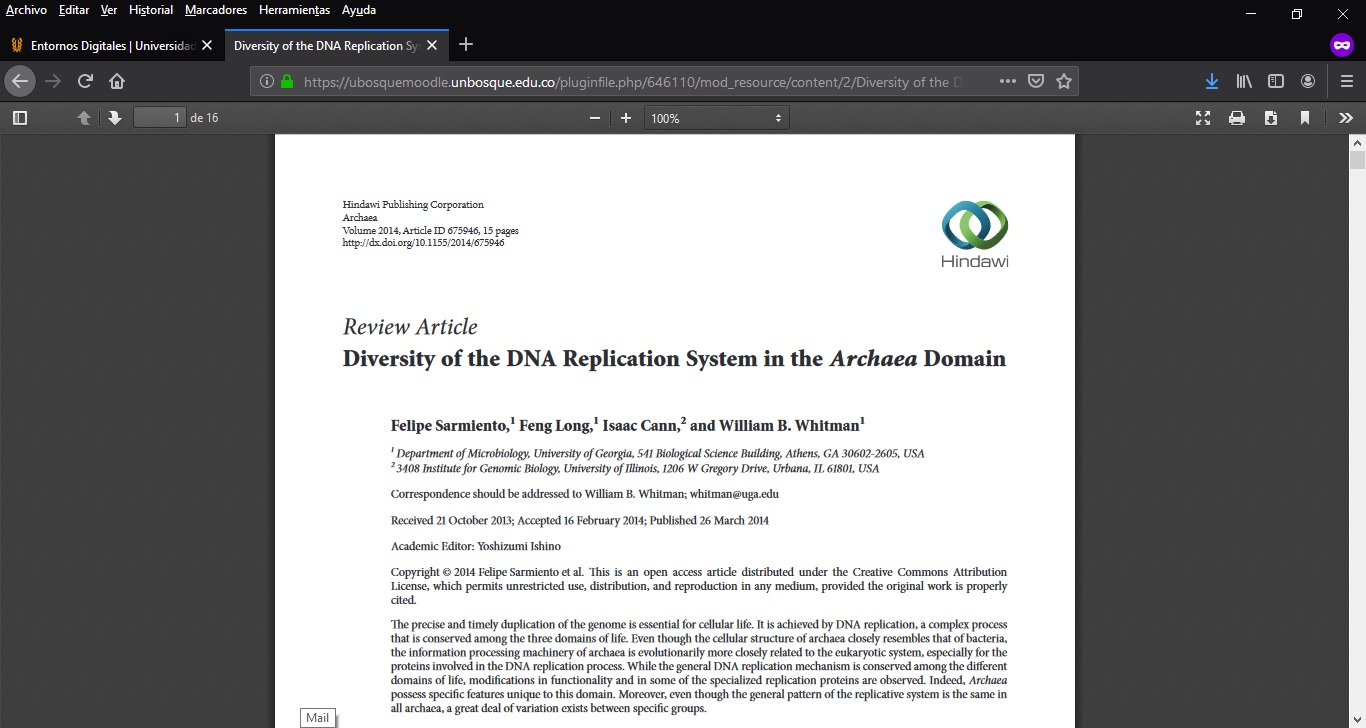 Archivo Editar Ver Historial Marcadores Herramientas Ayuda
Entornos Digitales | Universidad
Diversity of the DNA Replication Sy
https://ubosquemoodle.unbosque.edu.co/pluginfile.php/646110/mod_resource/content/2/Diversity of the D
1 de 16
100%
Hindawi Publishing Corporation
Archaea
Volume 2014, Article ID 675946, 15 pages
http://dx.doi.org/10.1155/2014/675946
Hindawi
Review Article
Diversity of the DNA Replication System in the Archaea Domain
Felipe Sarmiento,1 Feng Long,1 Isaac Cann,2 and William B. Whitman1
1 Department of Microbiology, University of Georgia, 541 Biological Science Building, Athens, GA 30602-2605, USA
2 3408 Institute for Genomic Biology, University of Illinois, 1206 W Gregory Drive, Urbana, IL 61801, USA
Correspondence should be addressed to William B. Whitman; whitman@uga.edu
Received 21 October 2013; Accepted 16 February 2014; Published 26 March 2014
Academic Editor: Yoshizumi Ishino
Copyright © 2014 Felipe Sarmiento et al. This is an open access article distributed under the Creative Commons Attribution
License, which permits unrestricted use, distribution, and reproduction in any medium, provided the original work is properly
cited.
The precise and timely duplication of the genome is essential for cellular life. It is achieved by DNA replication, a complex process
that is conserved among the three domains of life. Even though the cellular structure of archaea closely resembles that of bacteria,
the information processing machinery of archaea is evolutionarily more closely related to the eukaryotic system, especially for the
proteins involved in the DNA replication process. While the general DNA replication mechanism is conserved among the different
domains of life, modifications in functionality and in some of the specialized replication proteins are observed. Indeed, Archaea
possess specific features unique to this domain. Moreover, even though the general pattern of the replicative system is the same in
all archaea, a great deal of variation exists between specific groups.
Mail